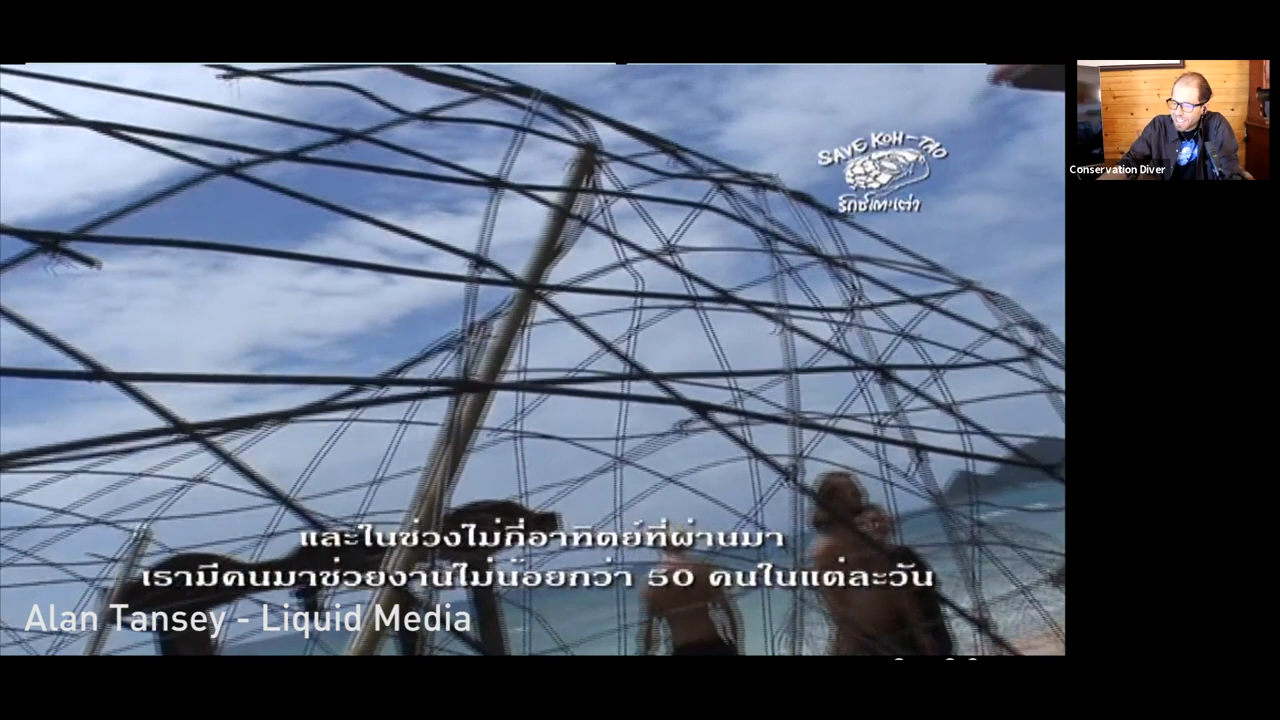 SAVE KOH-TAO
รักษ์เกาะเต่า
Conservation Diver
และในช่วงไม่กี่อาทิตย์ที่ผ่านมา
เรามีคนมาช่วยงานไม่น้อยกว่า 50 คนในแต่ละวัน
Alan Tansey - Liquid Media